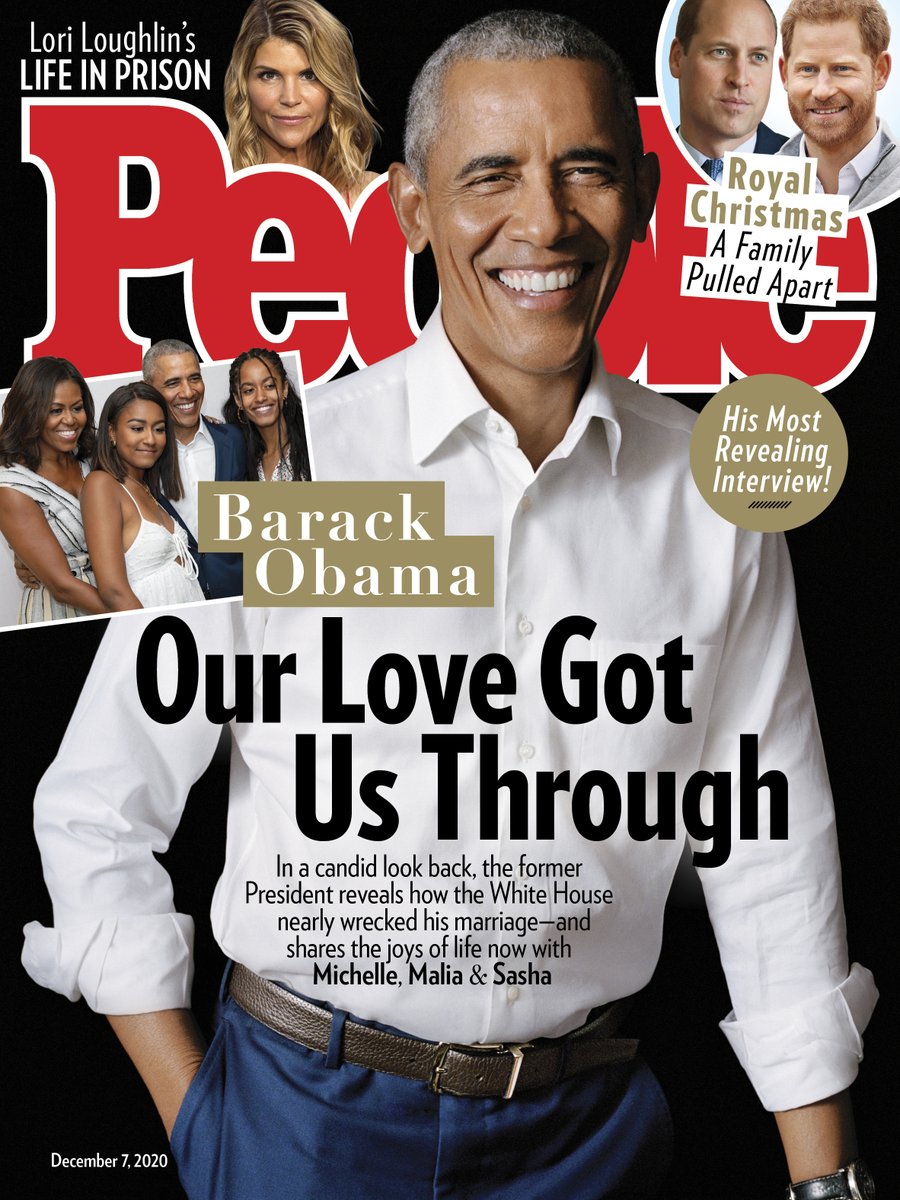 Lori Loughlin's
LIFE IN PRISON
People
Royal
Christmas
A Family
Pulled Apart
His Most
Revealing
Interview!
Barack
Obama
Our Love Got
Us Through
In a candid look back, the former
President reveals how the White House
nearly wrecked his marriage—and
shares the joys of life now with
Michelle, Malia & Sasha
December 7, 2020